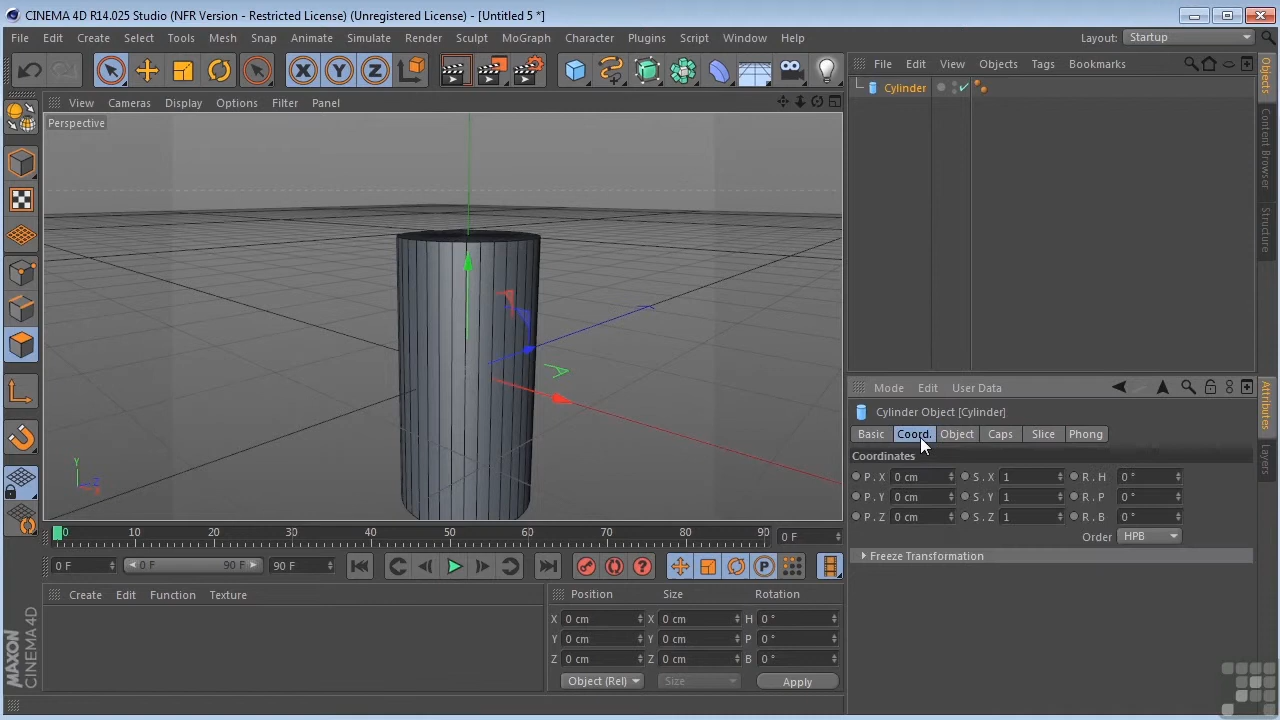 CINEMA 4D R14.025 Studio (NFR Version - Restricted License) (Unregistered License) - [Untitled 5 *]
File Edit Create Select Tools Mesh Snap Animate Simulate Render Sculpt MoGraph Character Plugins Script Window Help Layout: Startup
X Y Z
View Cameras Display Options Filter Panel
Perspective
File Edit View Objects Tags Bookmarks
Cylinder
Objects
Content Browser
Structure
Y
Z
Mode Edit User Data
Cylinder Object [Cylinder]
Basic Coord. Object Caps Slice Phong
Coordinates
P . X 0 cm S . X 1 R . H 0 °
P . Y 0 cm S . Y 1 R . P 0 °
P . Z 0 cm S . Z 1 R . B 0 °
Order HPB
Freeze Transformation
Attributes
Layers
0 10 20 30 40 50 60 70 80 90 0 F
0 F 0 F 90 F 90 F
Create Edit Function Texture
Position Size Rotation
X 0 cm X 0 cm H 0 °
Y 0 cm Y 0 cm P 0 °
Z 0 cm Z 0 cm B 0 °
Object (Rel) Size Apply
MAXON
CINEMA 4D